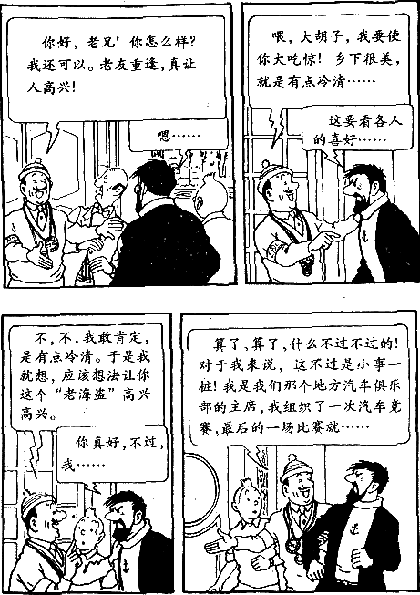 你好，老兄！你怎么样？
我还可以。老友重逢，真让
人高兴！
嗯……
喂，大胡子，我要使
你大吃惊！乡下很美，
就是有点冷清……
这要看各人
的喜好……
不，不，我敢肯定，
是有点冷清。于是我
就想，应该想法让你
这个“老海盗”高兴
高兴。
你真好，不过，
我……
算了、算了，什么不过不过的！
对于我来说，这不过是小事一
桩！我是我们那个地方汽车俱乐
部的主席，我组织了一次汽车竞
赛，最后的一场比赛就……